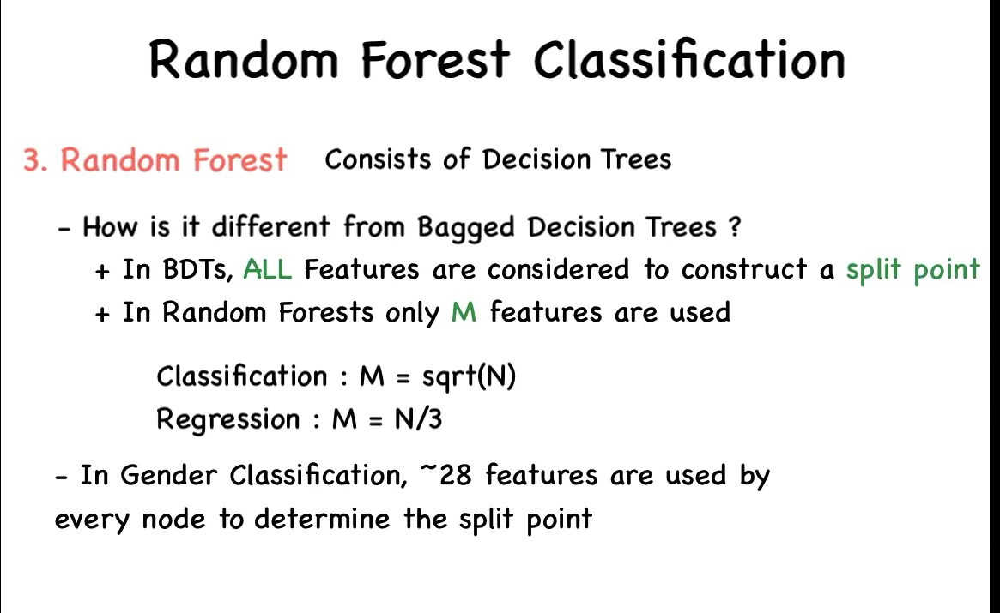 Random Forest Classification
3. Random Forest Consists of Decision Trees
- How is it different from Bagged Decision Trees ?
+ In BDTs, ALL Features are considered to construct a split point
+ In Random Forests only M features are used
Classification : M = sqrt(N)
Regression : M = N/3
- In Gender Classification, ~28 features are used by
every node to determine the split point